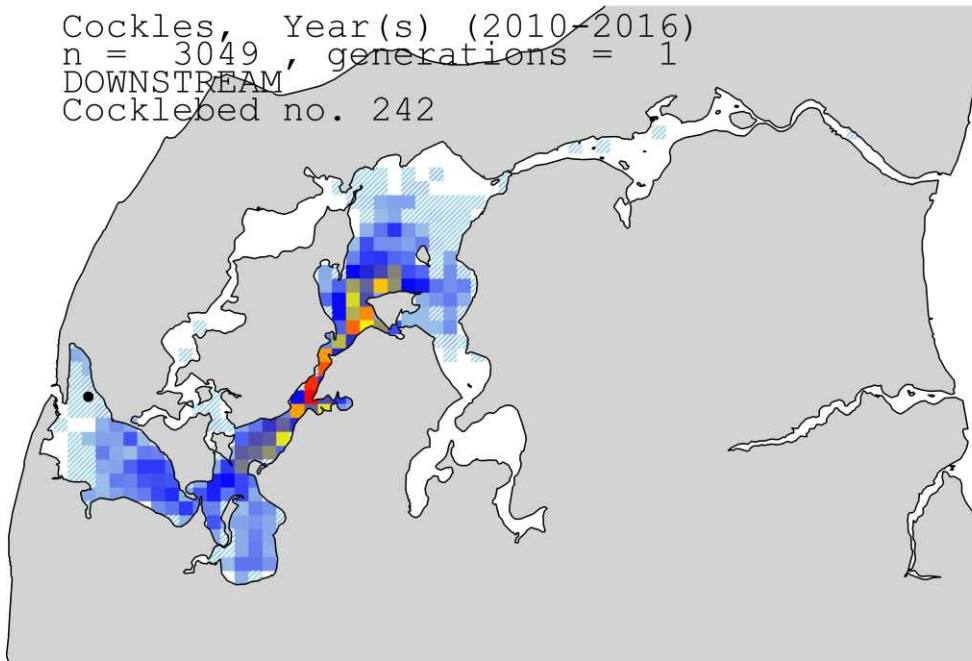 Cockles, Year(s) (2010-2016)
n = 3049 , generations = 1
DOWNSTREAM
Cocklebed no. 242